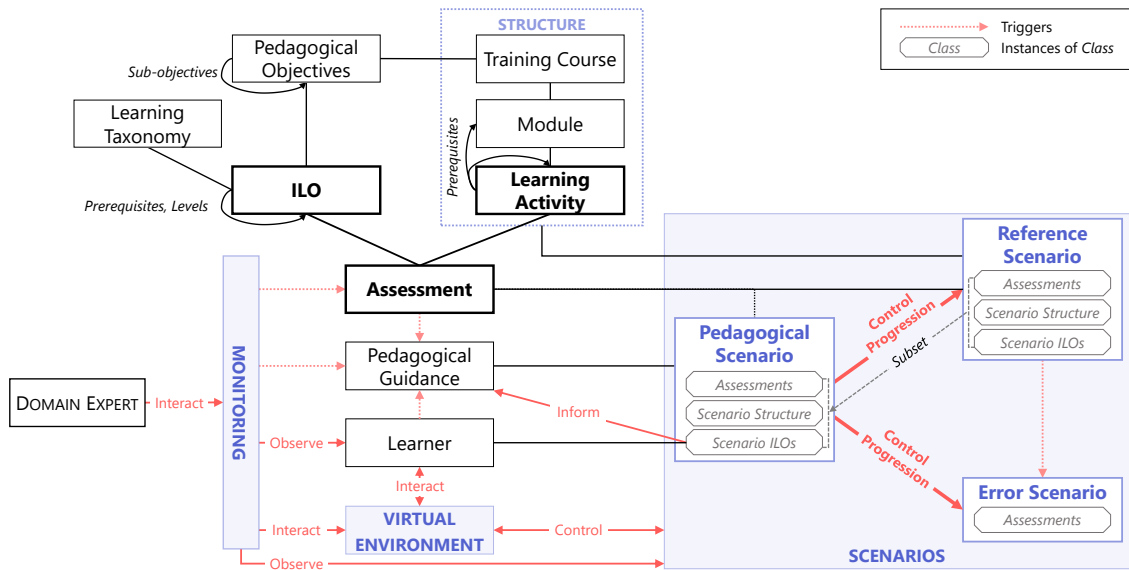 STRUCTURE
Triggers
Class
Instances of Class
Pedagogical
Objectives
Training Course
Sub-objectives
Learning
Taxonomy
Module
Prerequisites
ILO
Learning
Activity
Prerequisites, Levels
Reference
Scenario
Assessments
Scenario Structure
Scenario ILOs
Assessment
Control
Progression
Subset
Pedagogical
Scenario
Assessments
Scenario Structure
Scenario ILOs
MONITORING
Pedagogical
Guidance
DOMAIN EXPERT
Interact
Inform
Observe
Learner
Control
Progression
Interact
Error Scenario
Assessments
Interact
VIRTUAL
ENVIRONMENT
Control
Observe
SCENARIOS